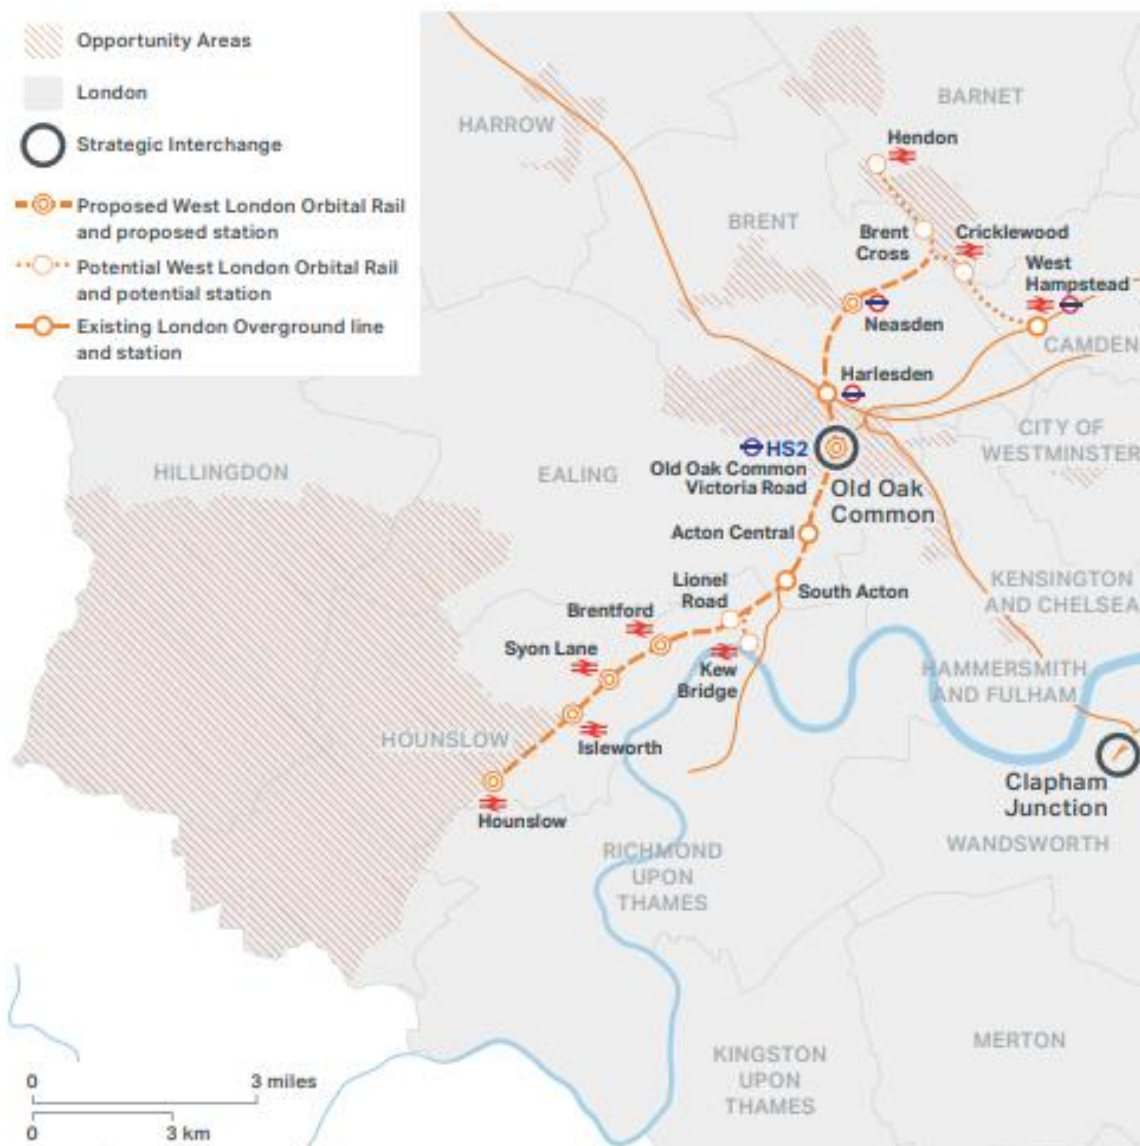 Opportunity Areas
London
Strategic Interchange
Proposed West London Orbital Rail
and proposed station
Potential West London Orbital Rail
and potential station
Existing London Overground line
and station
BARNET
HARROW
Hendon
BRENT
Brent
Cross
Cricklewood
West
Hampstead
Neasden
CAMDEN
Harlesden
CITY OF
WESTMINSTER
HS2
Old Oak Common
Victoria Road
HILLINGDON
EALING
Old Oak
Common
Acton Central
Lionel
Road
South Acton
KENSINGTON
AND CHELSEA
Brentford
Syon Lane
Kew
Bridge
HAMMERSMITH
AND FULHAM
HOUNSLOW
Isleworth
Clapham
Junction
Hounslow
WANDSWORTH
RICHMOND
UPON
THAMES
MERTON
KINGSTON
UPON
THAMES
0 3 miles
0 3 km